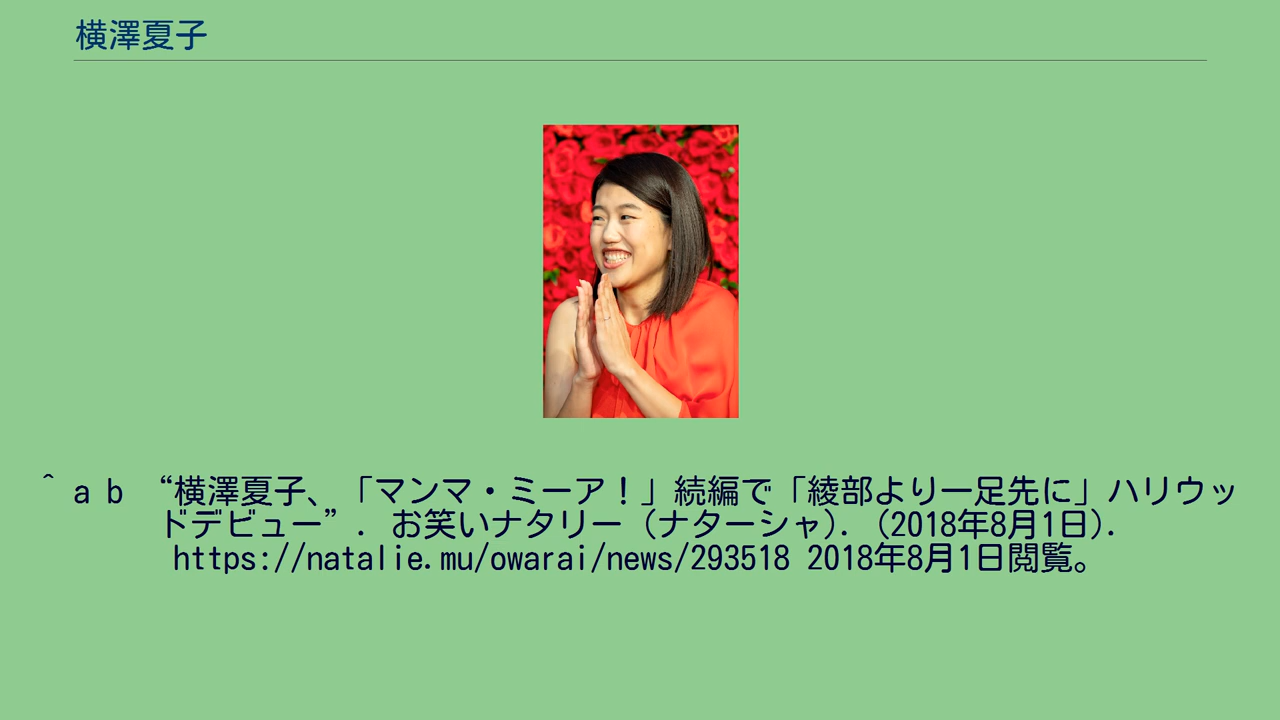 横澤夏子
^ a b “横澤夏子、「マンマ・ミーア！」続編で「綾部より一足先に」ハリウッ
ドデビュー”. お笑いナタリー (ナターシャ). (2018年8月1日).
https://natalie.mu/owarai/news/293518 2018年8月1日閲覧。